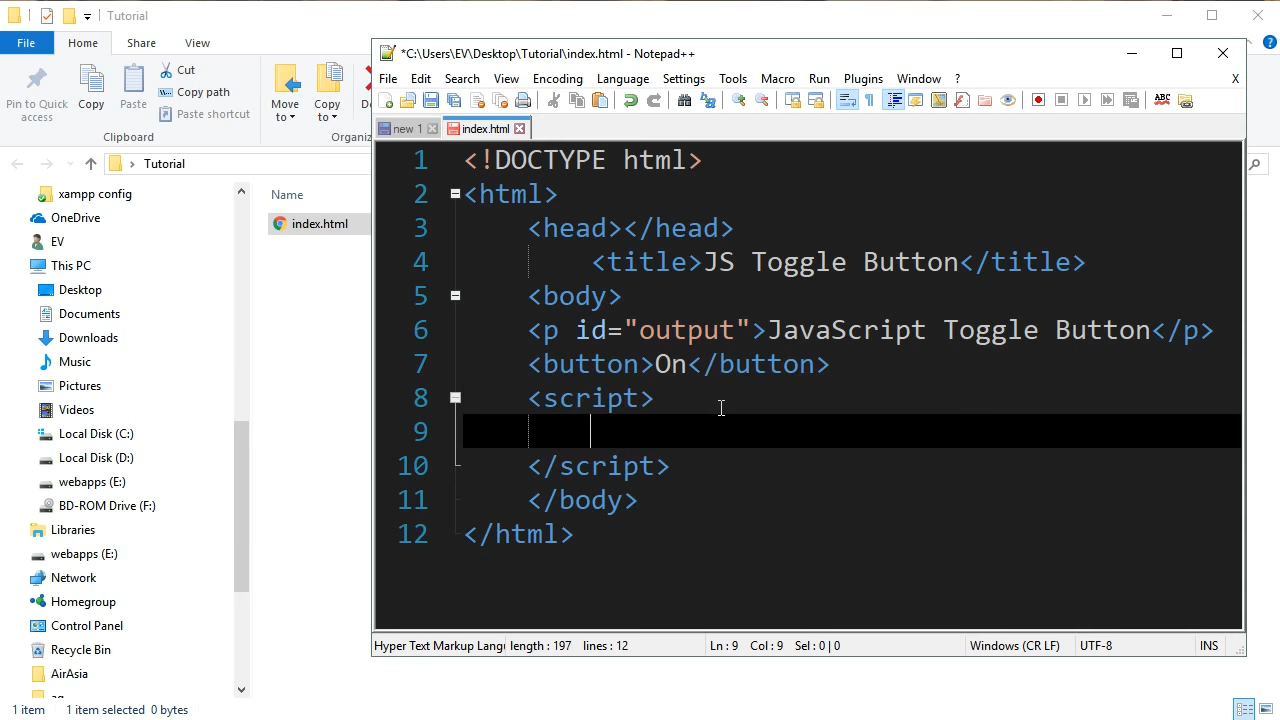 Tutorial
File Home Share View
Pin to Quick access
Copy
Paste
Cut
Copy path
Paste shortcut
Clipboard
Move to
Copy to
Organi
Tutorial
xampp config
OneDrive
EV
This PC
Desktop
Documents
Downloads
Music
Pictures
Videos
Local Disk (C:)
Local Disk (D:)
webapps (E:)
BD-ROM Drive (F:)
Libraries
webapps (E:)
Network
Homegroup
Control Panel
Recycle Bin
AirAsia
Name
index.html
1 item 1 item selected 0 bytes
*C:\Users\EV\Desktop\Tutorial\index.html - Notepad++
File Edit Search View Encoding Language Settings Tools Macro Run Plugins Window ? X
new 1 index.html
1 <!DOCTYPE html>
2 <html>
3 <head></head>
4 <title>JS Toggle Button</title>
5 <body>
6 <p id="output">JavaScript Toggle Button</p>
7 <button>On</button>
8 <script>
9
10 </script>
11 </body>
12 </html>
Hyper Text Markup Lang length : 197 lines : 12 Ln : 9 Col : 9 Sel : 0 | 0 Windows (CR LF) UTF-8 INS